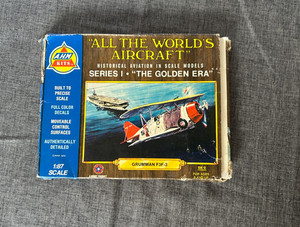 "ALL THE WORLD'S
AIRCRAFT"
HISTORICAL AVIATION IN SCALE MODELS
SERIES I • "THE GOLDEN ERA"
KITS
BUILT TO
PRECISE
SCALE
FULL COLOR
DECALS
MOVEABLE
CONTROL
SURFACES
AUTHENTICALLY
DETAILED
1:87
SCALE
GRUMMAN F3F-3